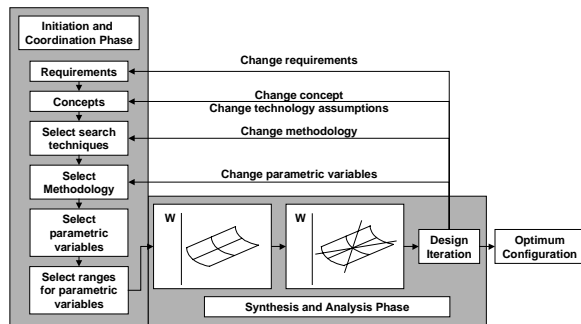 Initiation and
Coordination Phase
Requirements
Concepts
Select search
techniques
Select
Methodology
Select
parametric
variables
Select ranges
for parametric
variables
Change requirements
Change concept
Change technology assumptions
Change methodology
Change parametric variables
W
W
Design
Iteration
Optimum
Configuration
Synthesis and Analysis Phase